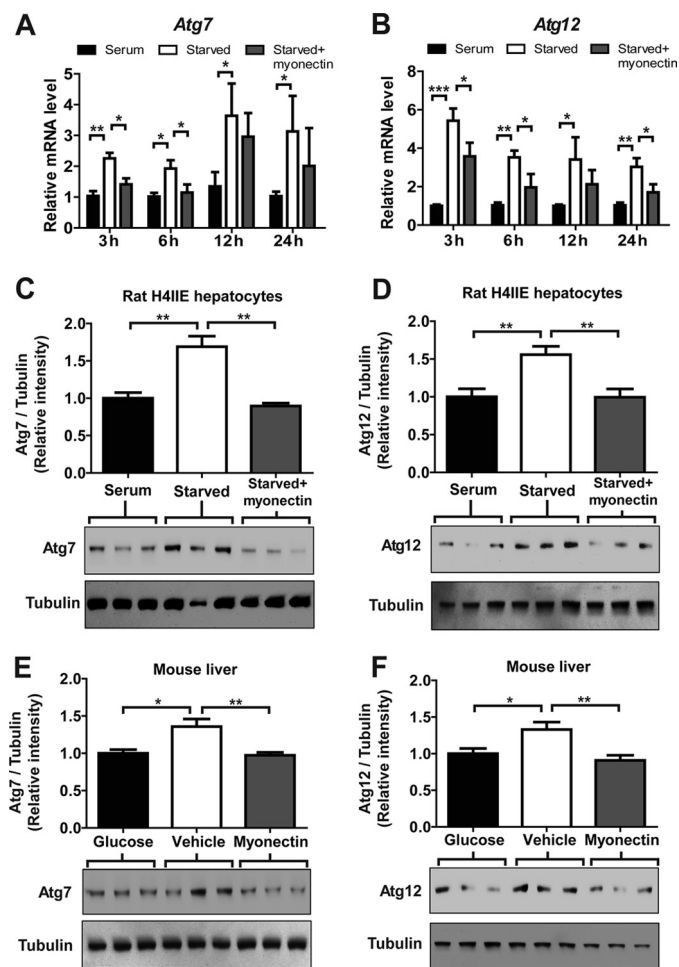 A
Atg7
Serum Starved Starved+
myonectin
Relative mRNA level
5
4
3
2
1
0
** * * * * *
3h 6h 12h 24h
B
Atg12
Serum Starved Starved+
myonectin
Relative mRNA level
8
6
4
2
0
*** * ** * * ** *
3h 6h 12h 24h
C
Rat H4IIE hepatocytes
Atg7 / Tubulin
(Relative intensity)
2.0
1.5
1.0
0.5
0.0
** **
Serum Starved Starved+
myonectin
Atg7
Tubulin
D
Rat H4IIE hepatocytes
Atg12 / Tubulin
(Relative intensity)
2.0
1.5
1.0
0.5
0.0
** **
Serum Starved Starved+
myonectin
Atg12
Tubulin
E
Mouse liver
Atg7 / Tubulin
(Relative intensity)
2.0
1.5
1.0
0.5
0.0
* **
Glucose Vehicle Myonectin
Atg7
Tubulin
F
Mouse liver
Atg12 / Tubulin
(Relative intensity)
2.0
1.5
1.0
0.5
0.0
* **
Glucose Vehicle Myonectin
Atg12
Tubulin